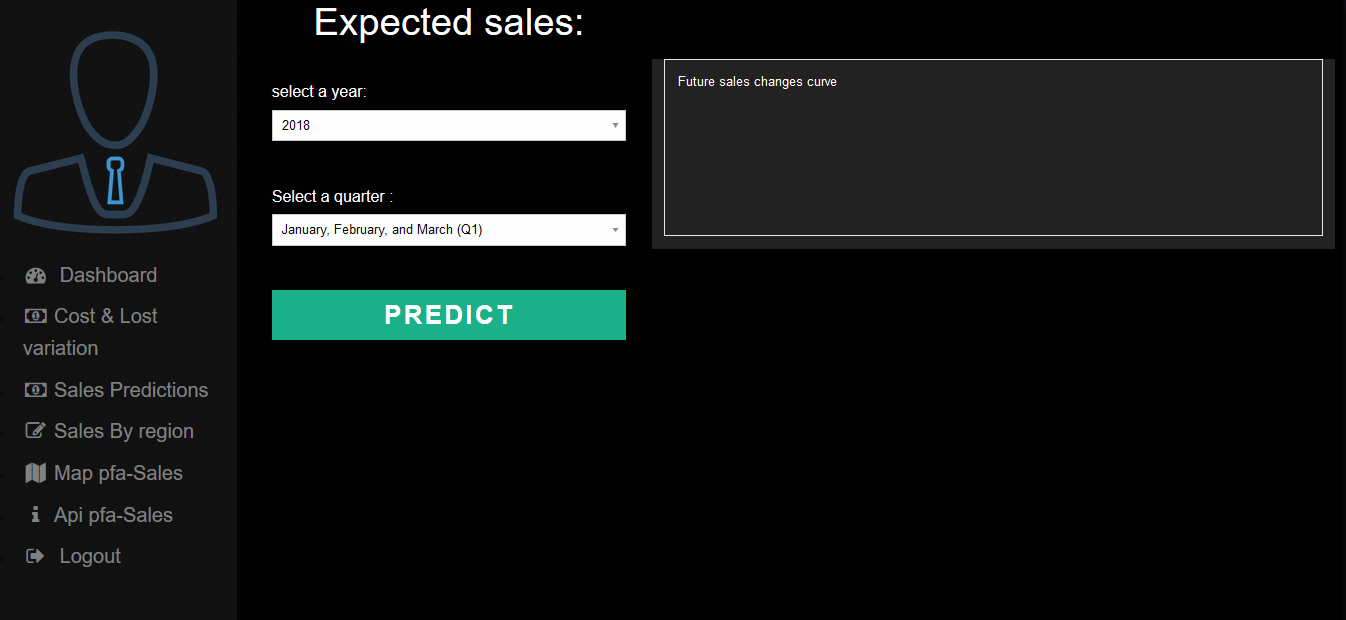 Expected sales:
select a year:
2018
Select a quarter :
January, February, and March (Q1)
PREDICT
Future sales changes curve
Dashboard
Cost & Lost
variation
Sales Predictions
Sales By region
Map pfa-Sales
Api pfa-Sales
Logout